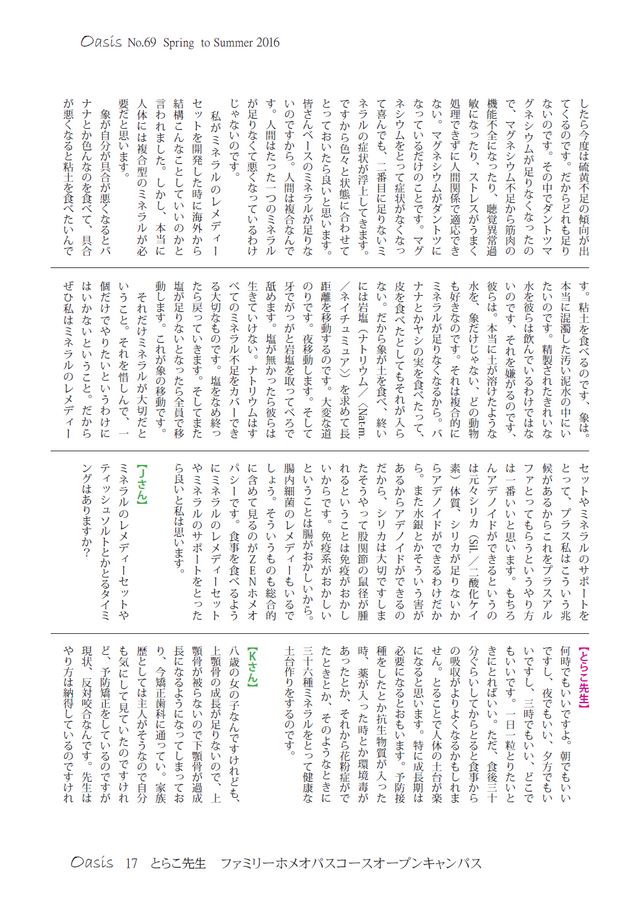 Oasis No.69 Spring to Summer 2016
したら今度は硫黄不足の傾向が出
てくるのです。だからどれも足り
ないのです。その中でダントツマ
グネシウムが足りなくなったの
で、マグネシウム不足から筋肉の
機能不全になったり、聴覚異常過
敏になったり、ストレスがうまく
処理できずに人間関係で適応でき
ない。マグネシウムがダントツに
なっているだけのことです。マグ
ネシウムをとって症状がなくなっ
て喜んでも、二番目に足りないミ
ネラルの症状が浮上してきます。
ですから色々と状態に合わせて
とっておいたら良いと思います。
皆さんベースのミネラルが足りな
いのですから。人間は複合なんで
す。人間はたった一つのミネラル
が足りなくて悪くなっているわけ
じゃないのです。
私がミネラルのレメディー
セットを開発した時に海外から
結構こんなことしていいのかと
言われました。しかし、本当に
人体には複合型のミネラルが必
要だと思います。
象が自分が具合が悪くなるとバ
ナナとか色んなのを食べて、具合
が悪くなると粘土を食べたいんで
す。粘土を食べるのです、象は。
本当に混濁した汚い泥水の中にい
たいのです。精製されたきれいな
水を彼らは飲んでいるわけではな
いのです、それを嫌がるのです、
彼らは。本当に土が溶けたような
水を、象だけじゃない、どの動物
も好きなのです。それは複合的に
ミネラルが足りなくなるから。バ
ナナとかヤシの実を食べたって、
皮を食べたとしてもそれが入ら
ない。だから象が土を食べ、終い
には岩塩（ナトリウム／／Nat-m.
／ネイチュミュア）を求めて長
距離を移動するのです。大変な道
のりです。夜移動します。そして
牙でがっと岩塩を取ってべろで
舐めます。塩が無かったら彼らは
生きていけない。ナトリウムはす
べてのミネラル不足をカバーでき
る大切なものです。塩をなめ終っ
たら戻っていきます。そしてまた
塩が足りないとなったら全員で移
動します。これが象の移動です。
それだけミネラルが大切だと
いうこと。それを惜しんで、一
個だけでやりたいというわけに
はいかないということ。だから
ぜひ私はミネラルのレメディー
セットやミネラルのサポートを
とって、プラス私はこういう兆
候があるからこれをプラスアル
ファとってもらうというやり方
は一番いいと思います。もちろ
んアデノイドができるというの
は元々シリカ（Sil.／二酸化ケイ
素）体質、シリカが足りないか
らアデノイドができるわけだか
ら。また水銀とかそういう害が
あるからアデノイドができるの
だから、シリカは大切ですしま
たそうやって股関節の鼠径が腫
れるということは免疫がおかし
いからです。免疫系がおかしい
ということは腸がおかしいから。
腸内細菌のレメディーもいるで
しょう。そういうものも総合的
に含めて見るのがZENホメオ
パシーです。食事を食べるよう
にミネラルのレメディーセット
やミネラルのサポートをとった
ら良いと私は思います。
【Jさん】
ミネラルのレメディーセットや
ティッシュソルトとかとるタイミ
ングはありますか？
【とらこ先生】
何時でもいいですよ。朝でもいい
ですし、夜でもいい、夕方でもい
いですし、三時でもいい、どこで
もいいです。一日一粒とりたいと
きにとればいい。ただ、食後三十
分ぐらいしてからとると食事から
の吸収がよりよくなるかもしれま
せん。とることで人体の土台が楽
になると思います。特に成長期は
必要になるとおもいます。予防接
種をしたとか抗生物質が入った
時、薬が入った時とか環境毒が
あったとか、それから花粉症がで
たときとか、そのようなときに
三十六種ミネラルをとって健康な
土台作りをするのです。
【Kさん】
八歳の女の子なんですけれども、
上顎骨の成長が足りないので、上
顎骨が被らないので下顎骨が過成
長になるようになってしまってお
り、今矯正歯科に通ってい。家族
歴としては主人がそうなので自分
も気にして見ていたのですけれ
ど、予防矯正をしているのですが
現状、反対咬合なんです。先生は
やり方は納得しているのですけれ
Oasis 17 とらこ先生 ファミリーホメオパスコースオープンキャンパス